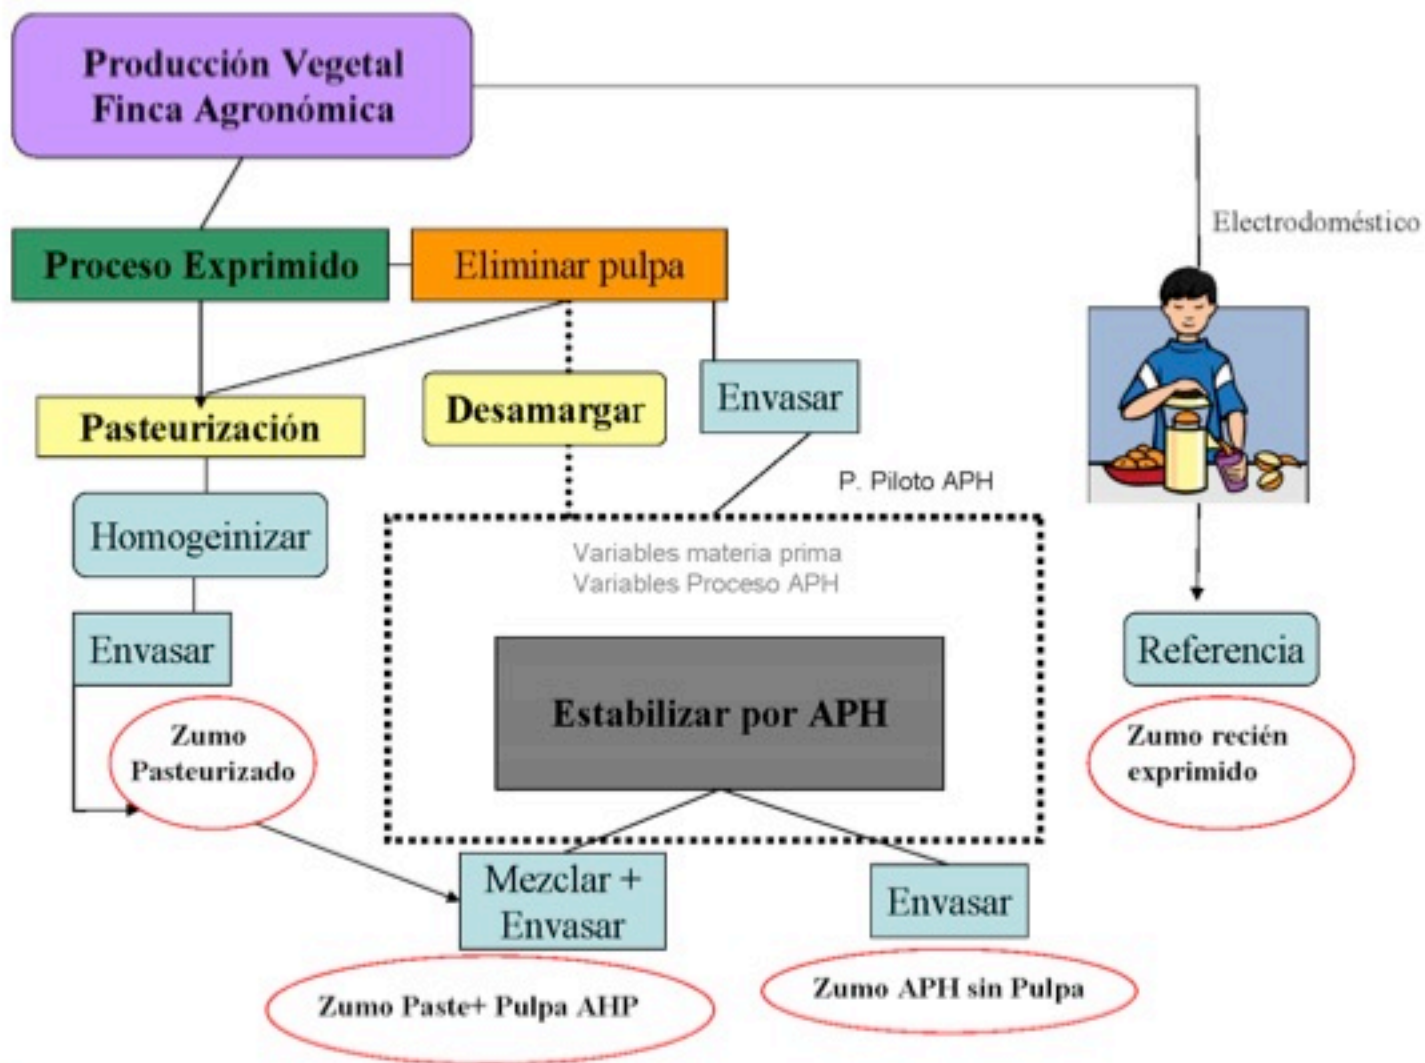 Producción Vegetal
Finca Agronómica
Electrodoméstico
Proceso Exprimido
Eliminar pulpa
Pasteurización
Desamargar
Envasar
P. Piloto APH
Homogeinizar
Variables materia prima
Variables Proceso APH
Envasar
Referencia
Estabilizar por APH
Zumo
Pasteurizado
Zumo recién
exprimido
Mezclar +
Envasar
Envasar
Zumo Paste+ Pulpa AHP
Zumo APH sin Pulpa